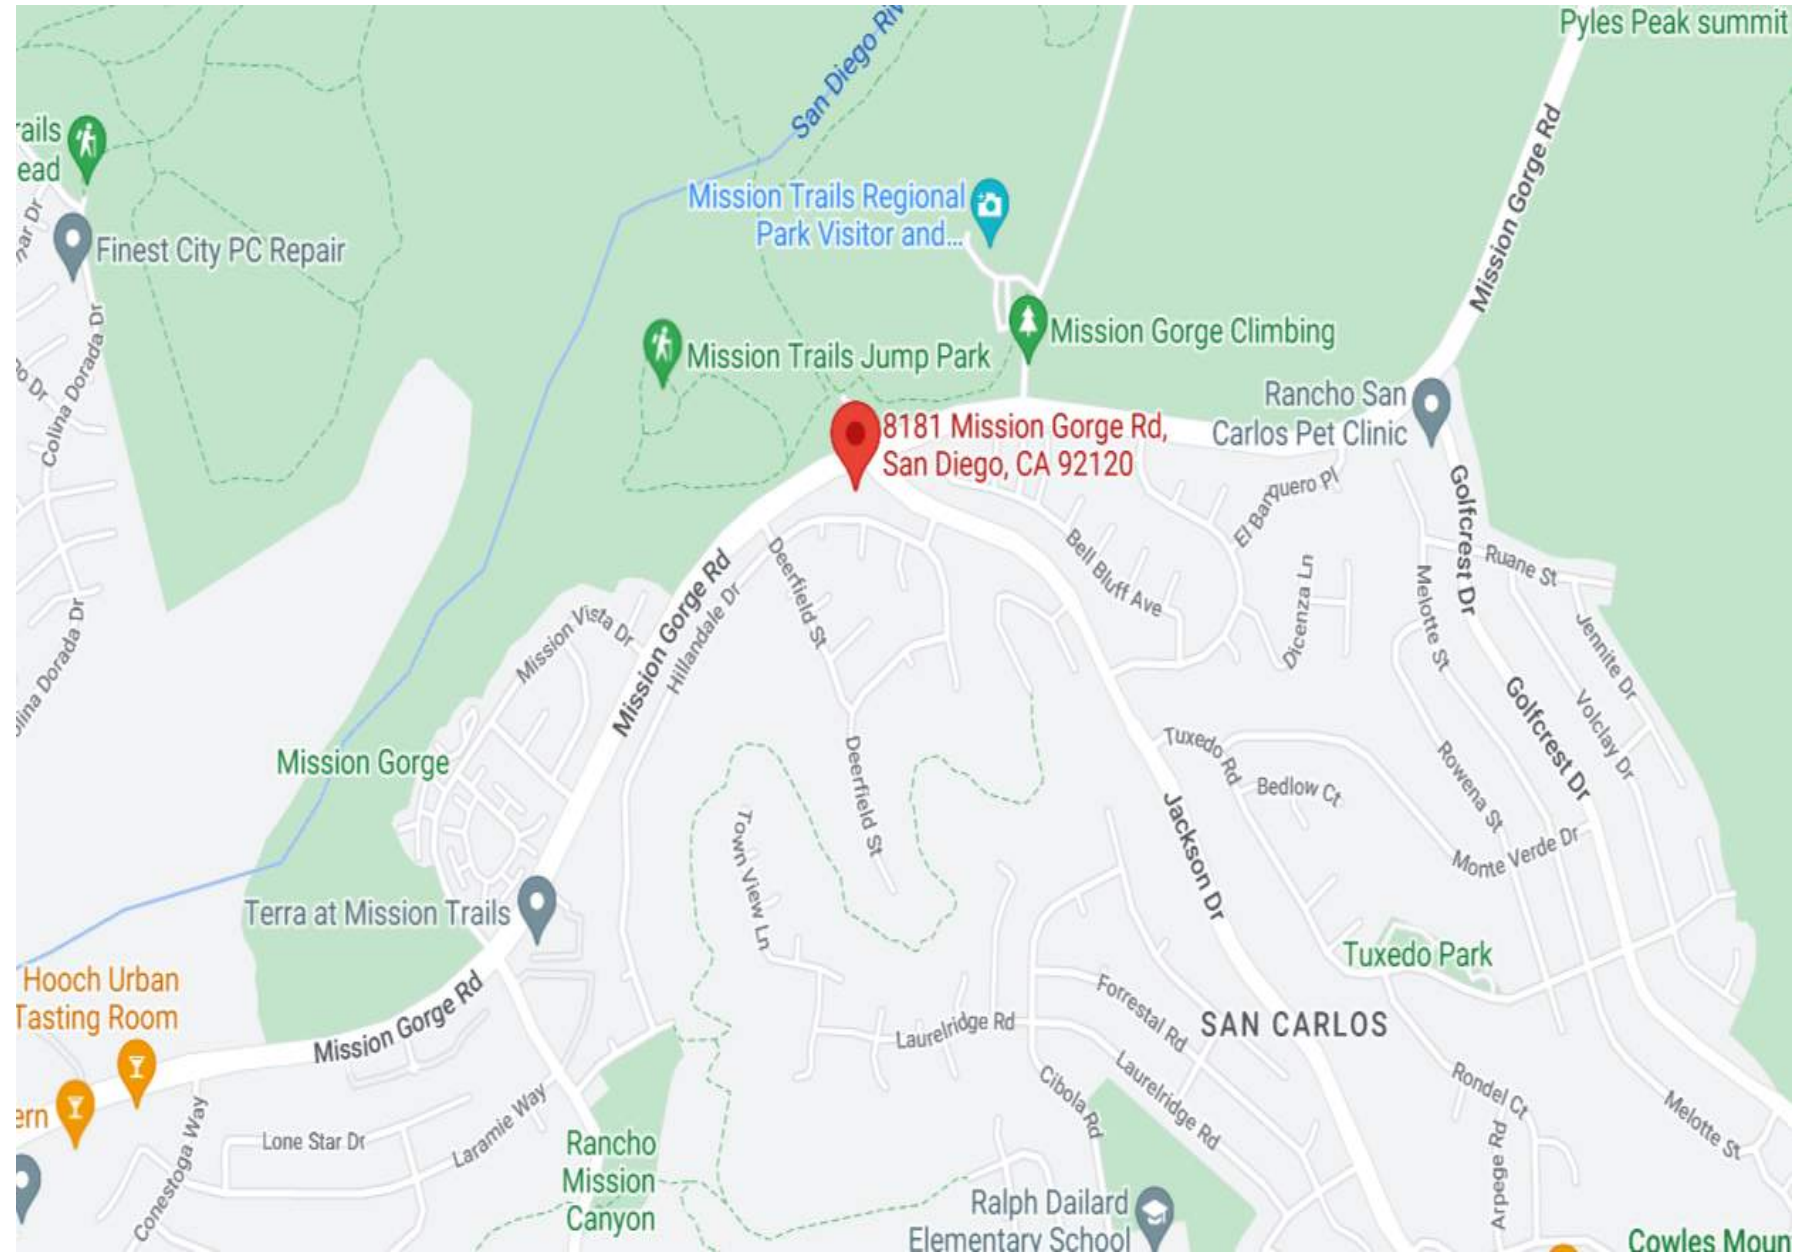 Pyles Peak summit
San Diego Riv
Mission Gorge Rd
rails
ead
Mission Trails Regional
Park Visitor and...
Finest City PC Repair
Colina Dorada Dr
Mission Trails Jump Park
Mission Gorge Climbing
Rancho San
Carlos Pet Clinic
8181 Mission Gorge Rd,
San Diego, CA 92120
El Barquero Pl
Golfcrest Dr
Ruane St
Bell Bluff Ave
Dicenza Ln
Melotte St
Jennite Dr
Deerfield St
Mission Gorge Rd
Hillandale Dr
Mission Vista Dr
Golfcrest Dr
Volclay Dr
Tuxedo Rd
Bedlow Ct
Rowena St
Monte Verde Dr
Mission Gorge
Deerfield St
Town View Ln
Jackson Dr
Terra at Mission Trails
Tuxedo Park
Hooch Urban
Tasting Room
Mission Gorge Rd
Laurelridge Rd
Forrestal Rd
SAN CARLOS
Laurelridge Rd
Cibola Rd
Rondel Ct
Melotte St
Arpege Rd
ern
Lone Star Dr
Laramie Way
Conestoga Way
Rancho
Mission
Canyon
Ralph Dailard
Elementary School
Cowles Moun